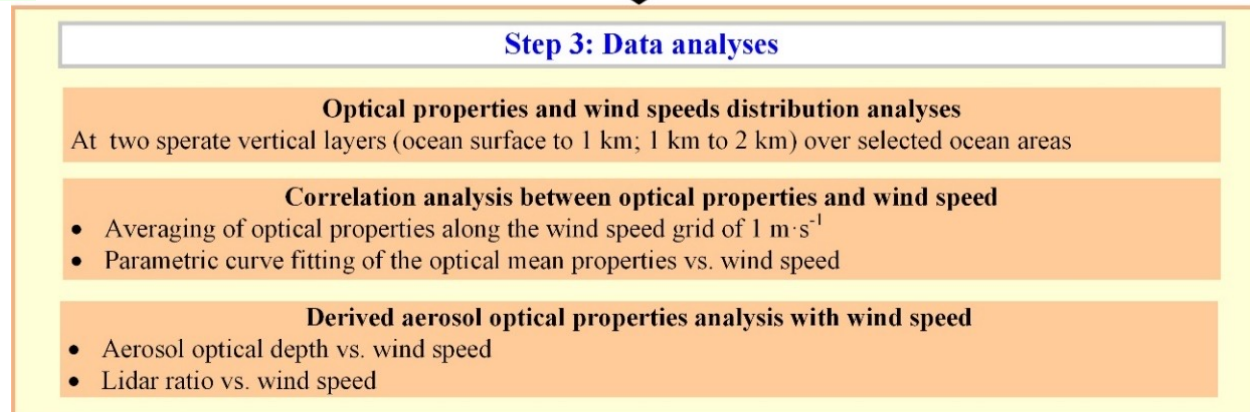 Step 3: Data analyses
Optical properties and wind speeds distribution analyses
At two sperate vertical layers (ocean surface to 1 km; 1 km to 2 km) over selected ocean areas
Correlation analysis between optical properties and wind speed
• Averaging of optical properties along the wind speed grid of 1 m·s⁻¹
• Parametric curve fitting of the optical mean properties vs. wind speed
Derived aerosol optical properties analysis with wind speed
• Aerosol optical depth vs. wind speed
• Lidar ratio vs. wind speed